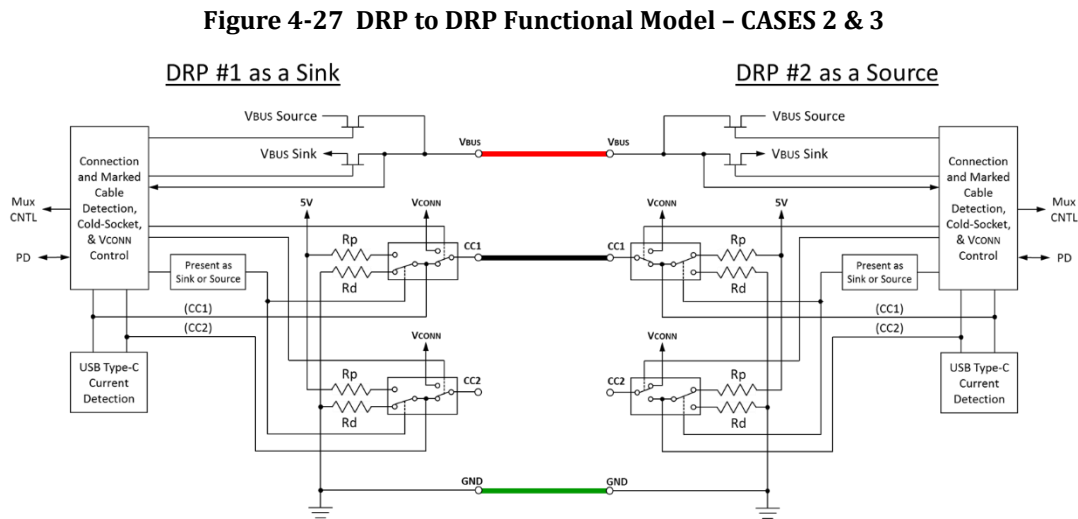 Figure 4-27 DRP to DRP Functional Model – CASES 2 & 3
DRP #1 as a Sink
DRP #2 as a Source
VBUS Source
VBUS Sink
VBUS
VBUS
VBUS Source
VBUS Sink
Connection
and Marked
Cable
Detection,
Cold-Socket,
& VCONN
Control
Mux
CNTL
PD
Present as
Sink or Source
5V
VCONN
Rp
Rd
CC1
CC1
VCONN
5V
Rp
Rd
Present as
Sink or Source
Connection
and Marked
Cable
Detection,
Cold-Socket,
& VCONN
Control
Mux
CNTL
PD
(CC1)
(CC2)
(CC1)
(CC2)
USB Type-C
Current
Detection
VCONN
Rp
Rd
CC2
CC2
VCONN
Rp
Rd
USB Type-C
Current
Detection
GND
GND